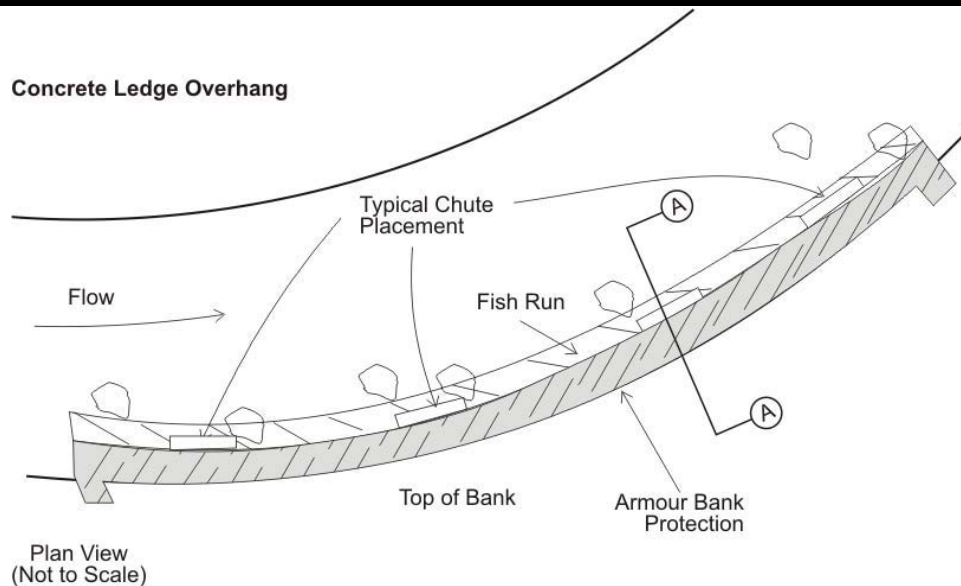 Concrete Ledge Overhang
Typical Chute
Placement
A
Flow
Fish Run
A
Top of Bank
Armour Bank
Protection
Plan View
(Not to Scale)